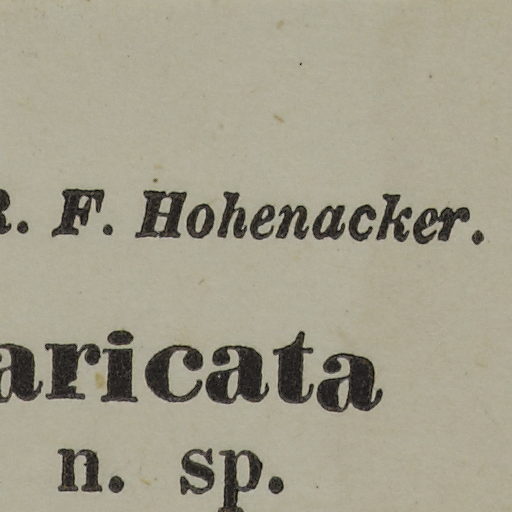 R. F. Hohenacker.
aricata
n. sp.